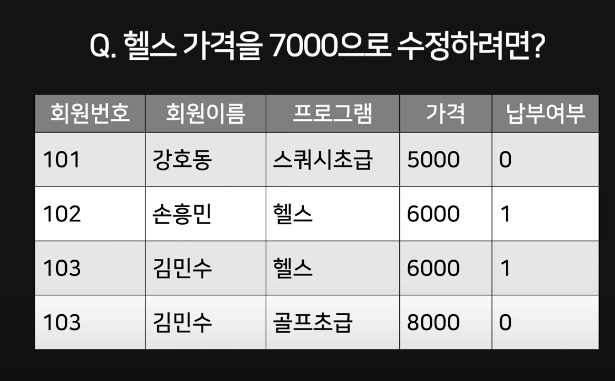 Q. 헬스 가격을 7000으로 수정하려면?
회원번호 회원이름 프로그램 가격 납부여부
101 강호동 스쿼시초급 5000 0
102 손흥민 헬스 6000 1
103 김민수 헬스 6000 1
103 김민수 골프초급 8000 0